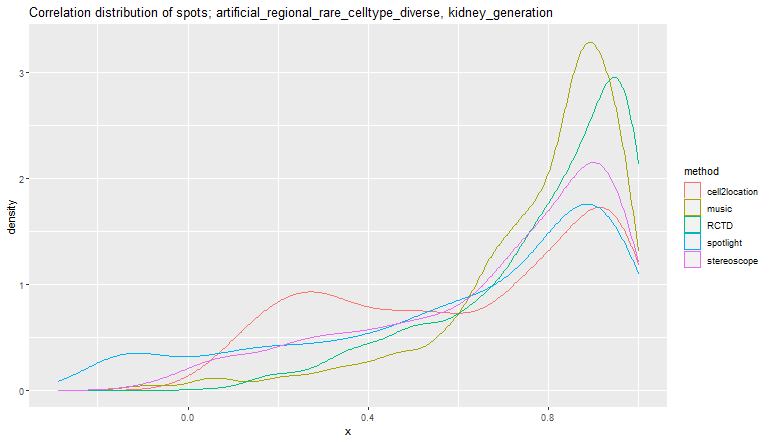 Correlation distribution of spots; artificial_regional_rare_celltype_diverse, kidney_generation
3
2
1
0
density
0.0
0.4
0.8
x
method
cell2location
music
RCTD
spotlight
stereoscope